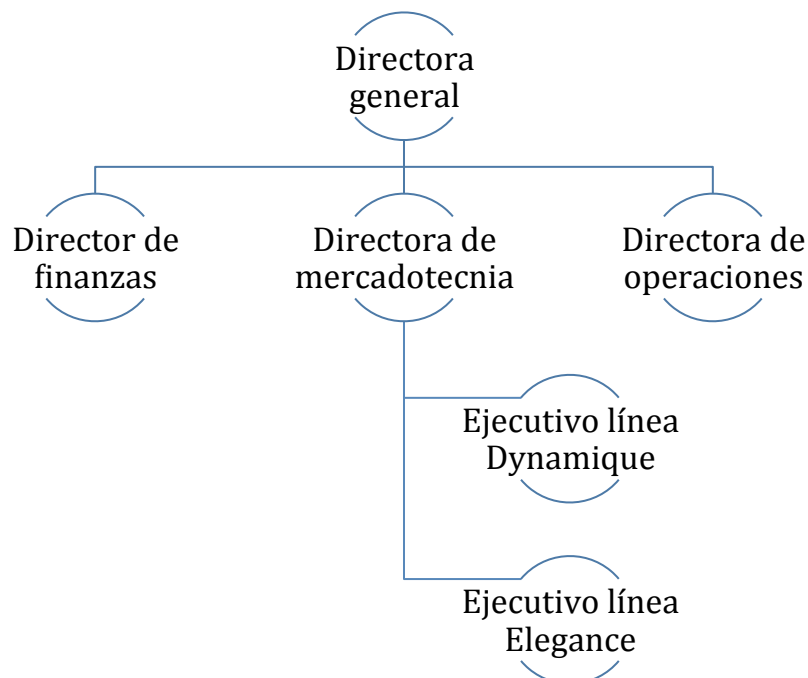 Directora
general
Director de
finanzas
Directora de
mercadotecnia
Directora de
operaciones
Ejecutivo línea
Dynamique
Ejecutivo línea
Elegance